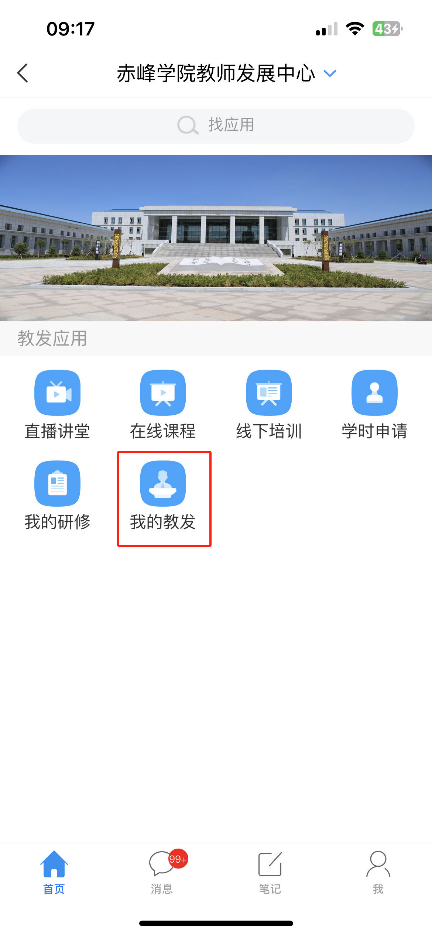 09:17
43
赤峰学院教师发展中心
找应用
教发应用
直播讲堂 在线课程 线下培训 学时申请
我的研修 我的教发
99+
首页 消息 笔记 我